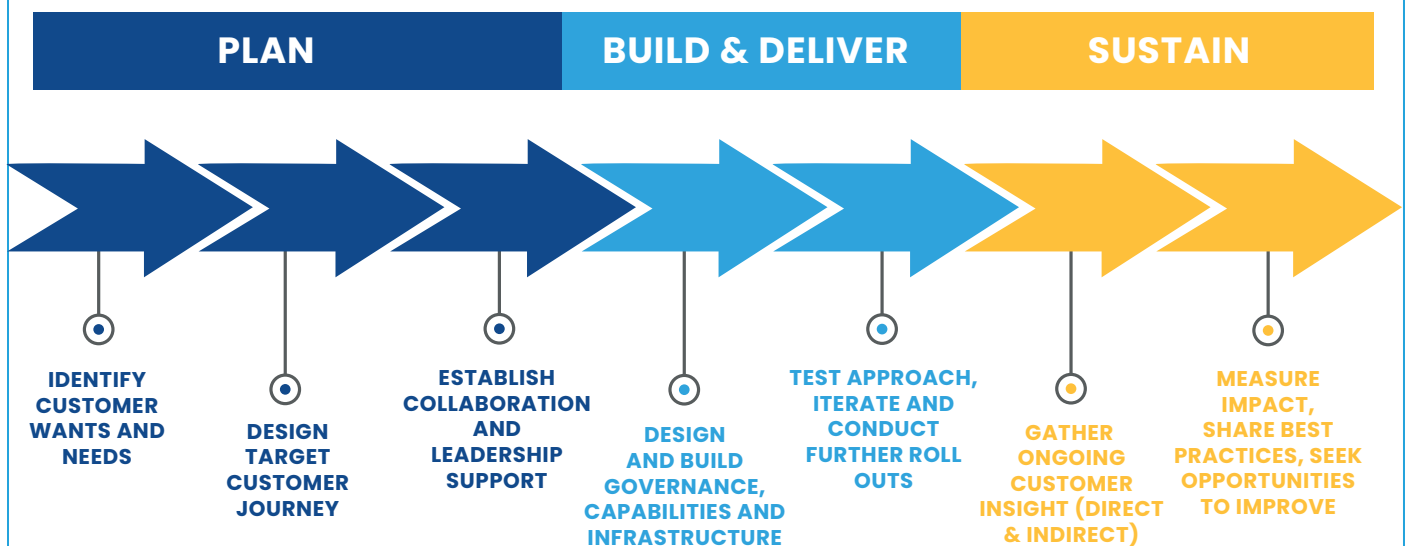 PLAN
BUILD & DELIVER
SUSTAIN
IDENTIFY
CUSTOMER
WANTS AND
NEEDS
DESIGN
TARGET
CUSTOMER
JOURNEY
ESTABLISH
COLLABORATION
AND
LEADERSHIP
SUPPORT
DESIGN
AND BUILD
GOVERNANCE,
CAPABILITIES AND
INFRASTRUCTURE
TEST APPROACH,
ITERATE AND
CONDUCT
FURTHER ROLL
OUTS
GATHER
ONGOING
CUSTOMER
INSIGHT (DIRECT
& INDIRECT)
MEASURE
IMPACT,
SHARE BEST
PRACTICES, SEEK
OPPORTUNITIES
TO IMPROVE